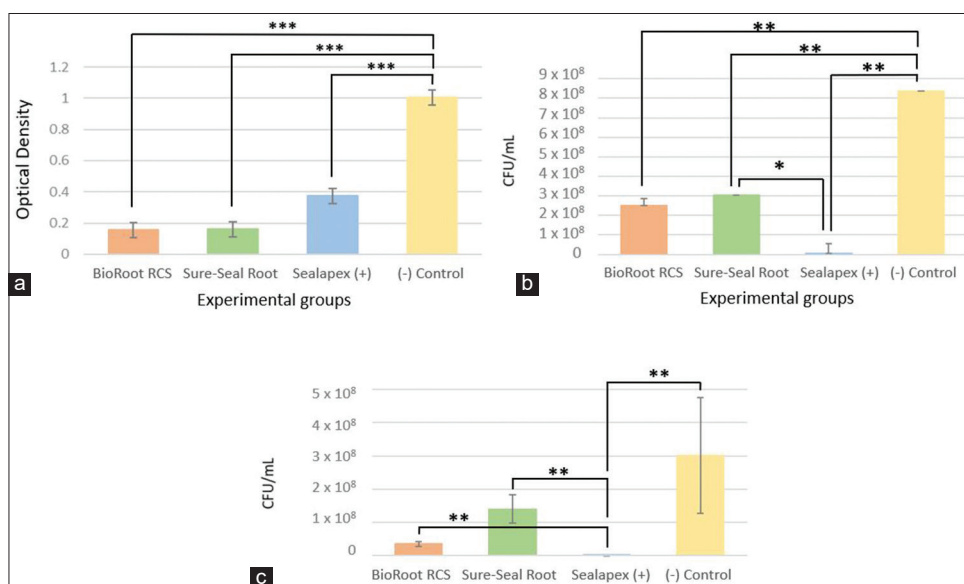 ***
***
***
1.2
1
0.8
0.6
0.4
0.2
0
Optical Density
BioRoot RCS Sure-Seal Root Sealapex (+) (-) Control
Experimental groups
a
**
**
**
*
9 x 10⁸
8 x 10⁸
7 x 10⁸
6 x 10⁸
5 x 10⁸
4 x 10⁸
3 x 10⁸
2 x 10⁸
1 x 10⁸
0
CFU/mL
BioRoot RCS Sure-Seal Root Sealapex (+) (-) Control
Experimental groups
b
**
**
**
5 x 10⁸
4 x 10⁸
3 x 10⁸
2 x 10⁸
1 x 10⁸
0
CFU/mL
BioRoot RCS Sure-Seal Root Sealapex (+) (-) Control
c